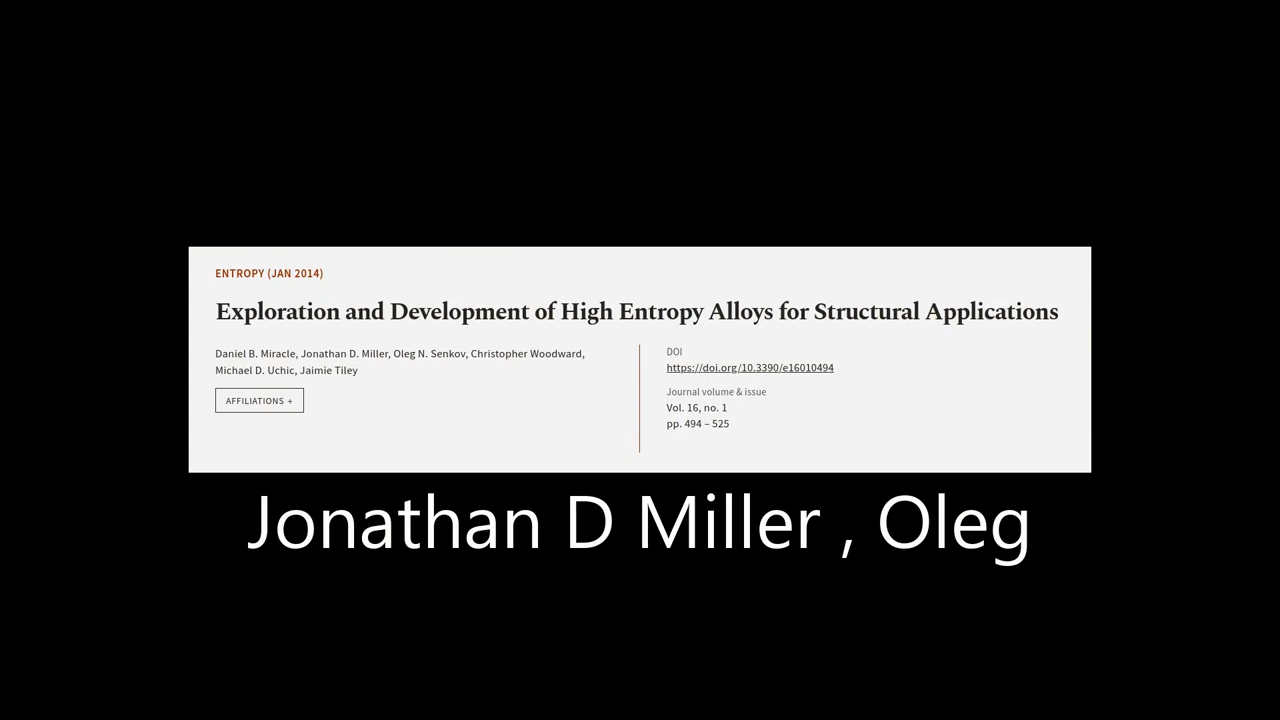 ENTROPY (JAN 2014)
Exploration and Development of High Entropy Alloys for Structural Applications
Daniel B. Miracle, Jonathan D. Miller, Oleg N. Senkov, Christopher Woodward,
Michael D. Uchic, Jaimie Tiley
AFFILIATIONS +
DOI
https://doi.org/10.3390/e16010494
Journal volume & issue
Vol. 16, no. 1
pp. 494 – 525
Jonathan D Miller , Oleg